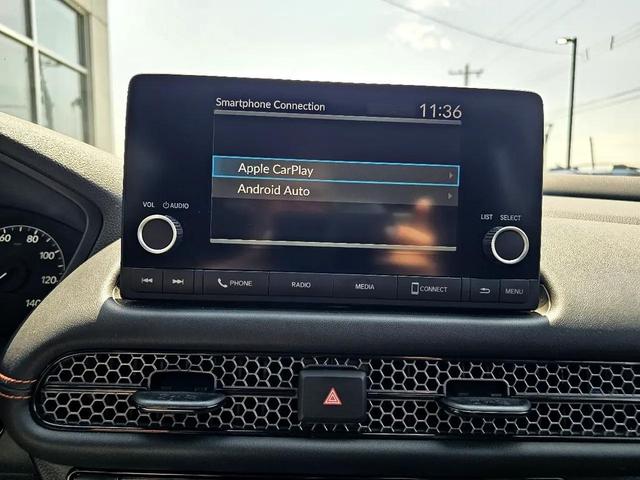 Smartphone Connection 11:36
Apple CarPlay
Android Auto
VOL AUDIO
LIST SELECT
PHONE RADIO MEDIA CONNECT MENU
60 80
100
120
140